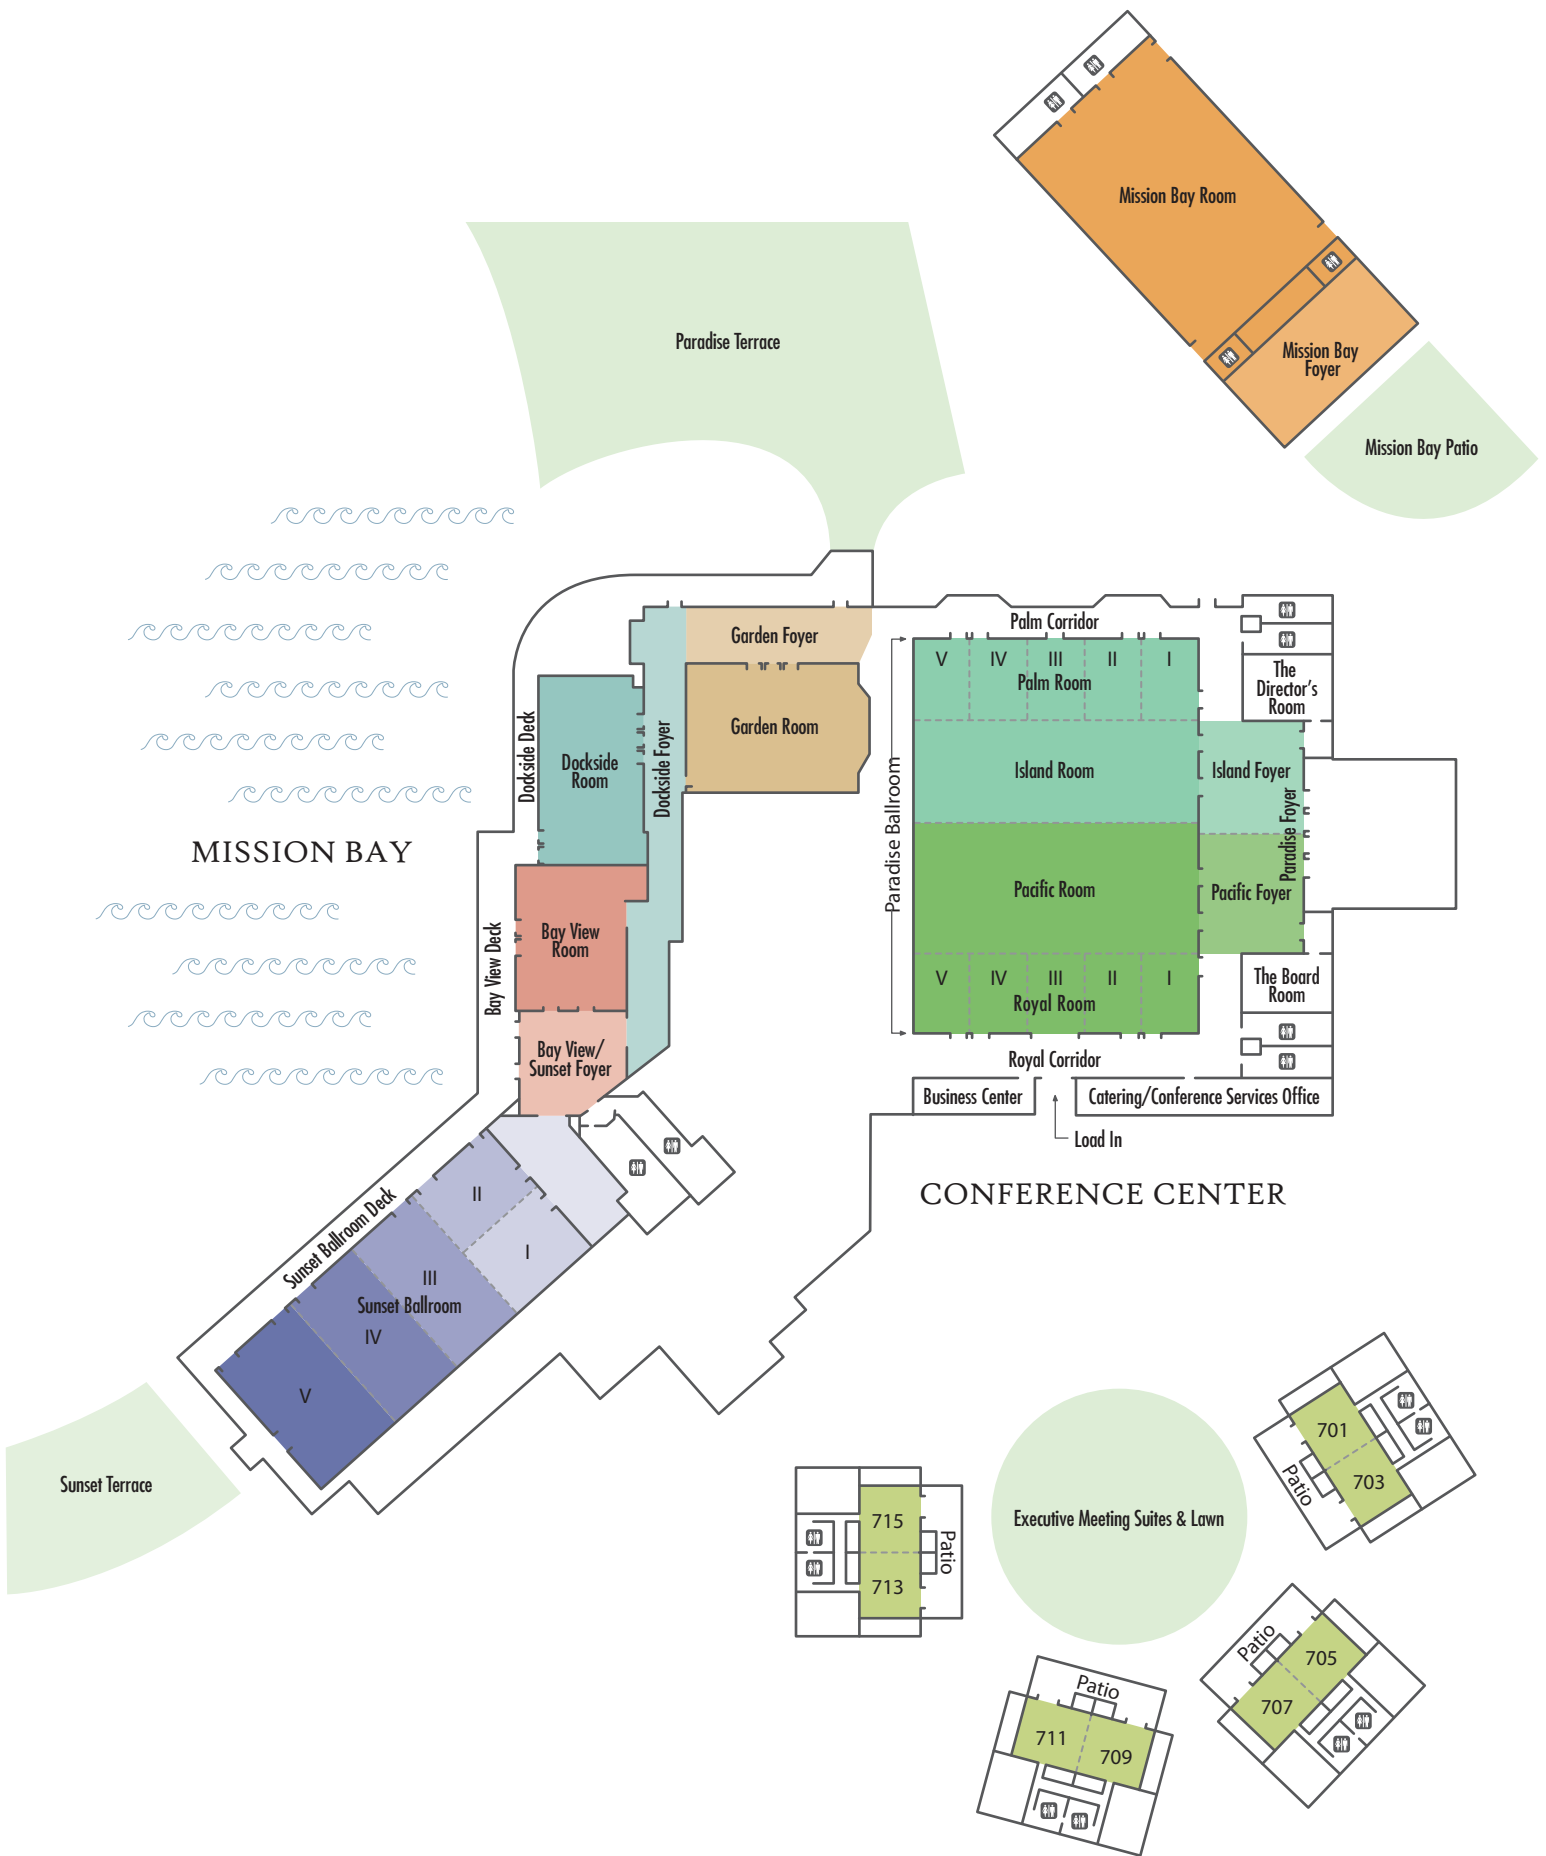 Mission Bay Room
Paradise Terrace
Mission Bay
Foyer
Mission Bay Patio
Garden Foyer
Garden Room
Dockside Deck
Dockside
Room
Dockside Foyer
MISSION BAY
Bay View Deck
Bay View
Room
Bay View/
Sunset Foyer
Palm Corridor
V
IV
III
II
I
Palm Room
The
Director's
Room
Paradise Ballroom
Island Room
Island Foyer
Paradise Foyer
Pacific Room
Pacific Foyer
V
IV
III
II
I
Royal Room
The Board
Room
Royal Corridor
Business Center
Catering/Conference Services Office
Load In
CONFERENCE CENTER
Sunset Ballroom Deck
II
I
III
Sunset Ballroom
IV
V
Sunset Terrace
Executive Meeting Suites & Lawn
701
703
Patio
715
713
Patio
705
707
Patio
Patio
711
709